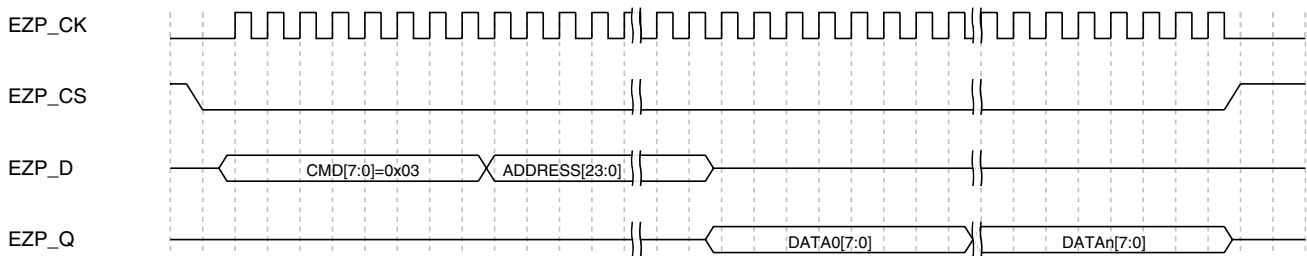 EZP_CK
EZP_CS
EZP_D CMD[7:0]=0x03 ADDRESS[23:0]
EZP_Q DATA0[7:0] DATAn[7:0]